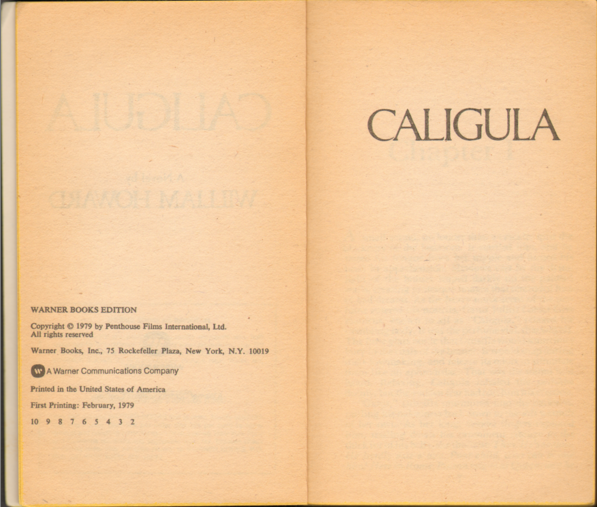 WARNER BOOKS EDITION
Copyright © 1979 by Penthouse Films International, Ltd.
All rights reserved
Warner Books, Inc., 75 Rockefeller Plaza, New York, N.Y. 10019
W A Warner Communications Company
Printed in the United States of America
First Printing: February, 1979
10 9 8 7 6 5 4 3 2
CALIGULA